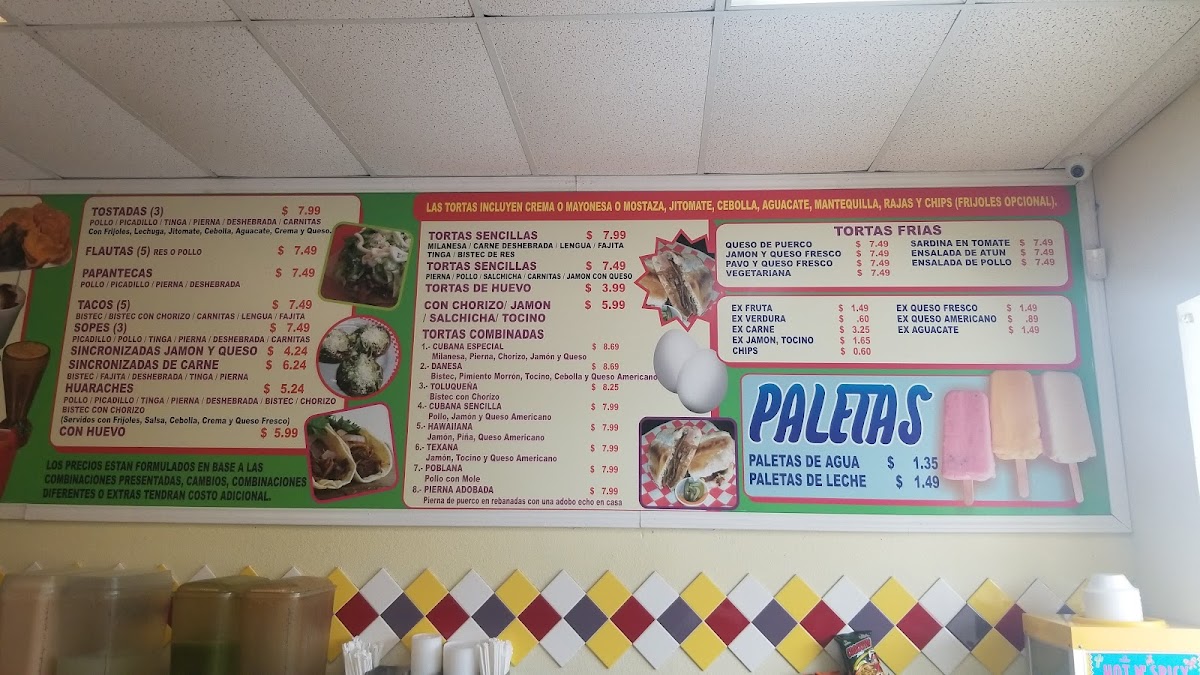 TOSTADAS (3) $ 7.99
POLLO / PICADILLO / TINGA / PIERNA / DESHEBRADA / CARNITAS
Con Frijoles, Lechuga, Jitomate, Cebolla, Aguacate, Crema y Queso.
FLAUTAS (5) RES O POLLO $ 7.49
PAPANTECAS $ 7.49
POLLO / PICADILLO / PIERNA / DESHEBRADA
TACOS (5) $ 7.49
BISTEC / BISTEC CON CHORIZO / CARNITAS / LENGUA / FAJITA
SOPES (3) $ 7.49
PICADILLO / POLLO / TINGA / PIERNA / DESHEBRADA / CARNITAS
SINCRONIZADAS JAMON Y QUESO $ 4.24
SINCRONIZADAS DE CARNE $ 6.24
BISTEC / FAJITA / DESHEBRADA / TINGA / PIERNA
HUARACHES $ 5.24
POLLO / PICADILLO / TINGA / PIERNA / DESHEBRADA / BISTEC / CHORIZO
BISTEC CON CHORIZO
(Servidos con Frijoles, Salsa, Cebolla, Crema y Queso Fresco)
CON HUEVO $ 5.99
LOS PRECIOS ESTAN FORMULADOS EN BASE A LAS
COMBINACIONES PRESENTADAS, CAMBIOS, COMBINACIONES
DIFERENTES O EXTRAS TENDRAN COSTO ADICIONAL.
LAS TORTAS INCLUYEN CREMA O MAYONESA O MOSTAZA, JITOMATE, CEBOLLA, AGUACATE, MANTEQUILLA, RAJAS Y CHIPS (FRIJOLES OPCIONAL).
TORTAS SENCILLAS $ 7.99
MILANESA / CARNE DESHEBRADA / LENGUA / FAJITA
TINGA / BISTEC DE RES
TORTAS SENCILLAS $ 7.49
PIERNA / POLLO / SALCHICHA / CARNITAS / JAMON CON QUESO
TORTAS DE HUEVO $ 3.99
CON CHORIZO/ JAMON $ 5.99
/ SALCHICHA/ TOCINO
TORTAS COMBINADAS
1.- CUBANA ESPECIAL $ 8.69
Milanesa, Pierna, Chorizo, Jamón y Queso
2.- DANESA $ 8.69
Bistec, Pimiento Morrón, Tocino, Cebolla y Queso Americano
3.- TOLUQUEÑA $ 8.25
Bistec con Chorizo
4.- CUBANA SENCILLA $ 7.99
Pollo, Jamón y Queso Americano
5.- HAWAIIANA $ 7.99
Jamon, Piña, Queso Americano
6.- TEXANA $ 7.99
Jamón, Tocino y Queso Americano
7.- POBLANA $ 7.99
Pollo con Mole
8.- PIERNA ADOBADA $ 7.99
Pierna de puerco en rebanadas con una adobo echo en casa
TORTAS FRIAS
QUESO DE PUERCO $ 7.49
JAMON Y QUESO FRESCO $ 7.49
PAVO Y QUESO FRESCO $ 7.49
VEGETARIANA $ 7.49
SARDINA EN TOMATE $ 7.49
ENSALADA DE ATUN $ 7.49
ENSALADA DE POLLO $ 7.49
EX FRUTA $ 1.49
EX VERDURA $ .60
EX CARNE $ 3.25
EX JAMON, TOCINO $ 1.65
CHIPS $ 0.60
EX QUESO FRESCO $ 1.49
EX QUESO AMERICANO $ .89
EX AGUACATE $ 1.49
PALETAS
PALETAS DE AGUA $ 1.35
PALETAS DE LECHE $ 1.49
HOT N' SPICY